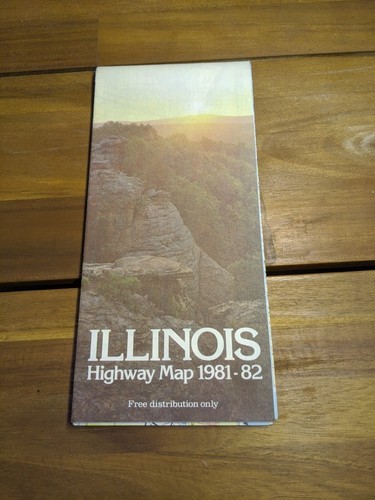 ILLINOIS
Highway Map 1981-82
Free distribution only